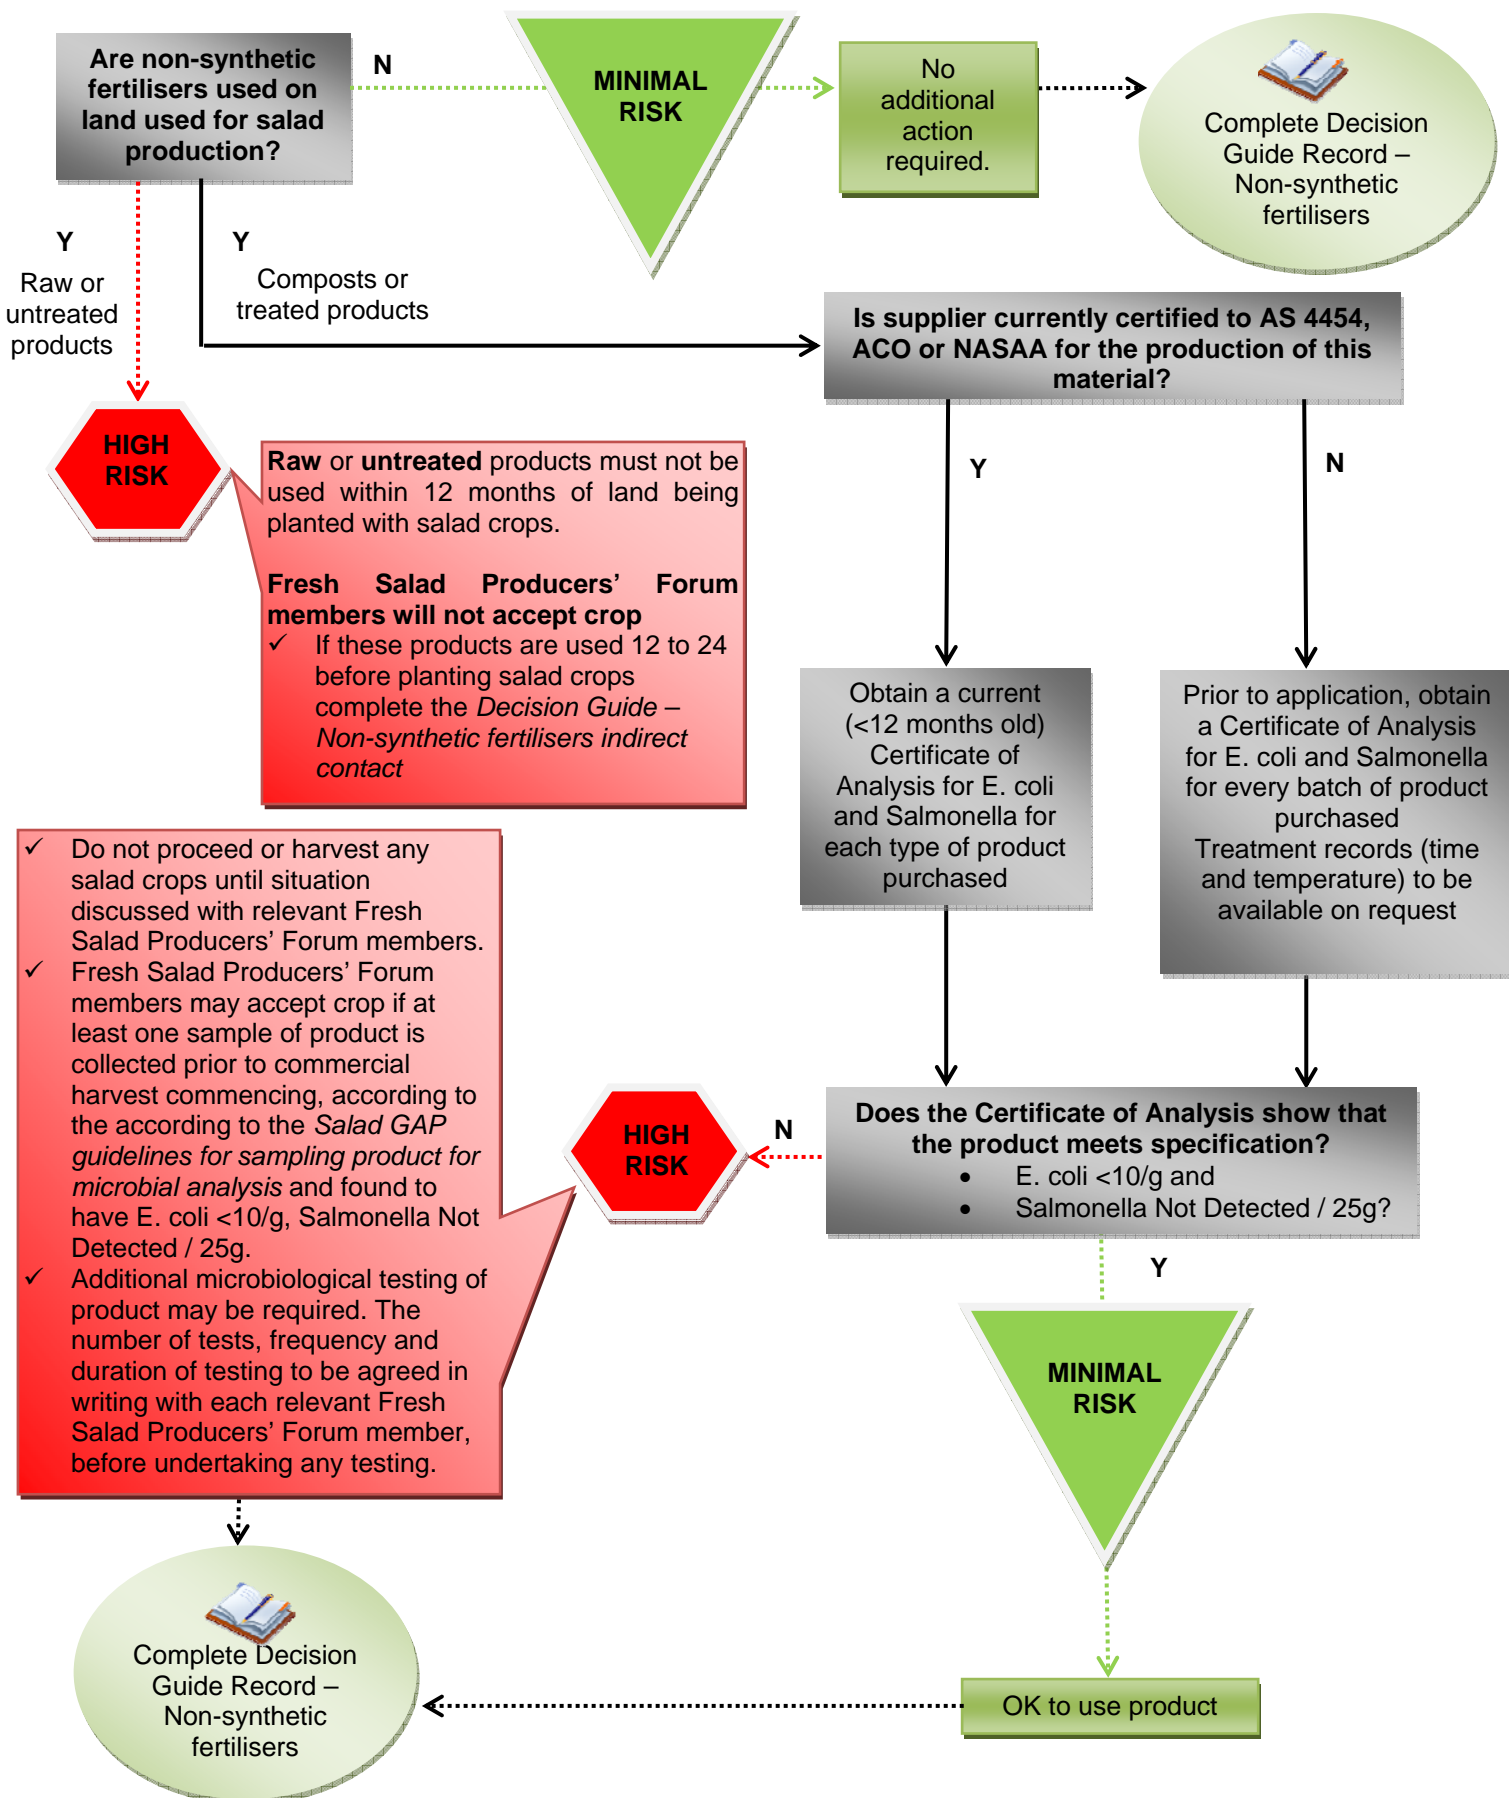 Are non-synthetic
fertilisers used on
land used for salad
production?
N
MINIMAL
RISK
No
additional
action
required.
Complete Decision
Guide Record –
Non-synthetic
fertilisers
Y
Raw or
untreated
products
Y
Composts or
treated products
Is supplier currently certified to AS 4454,
ACO or NASAA for the production of this
material?
HIGH
RISK
Raw or untreated products must not be
used within 12 months of land being
planted with salad crops.
Fresh Salad Producers’ Forum
members will not accept crop
✓ If these products are used 12 to 24
before planting salad crops
complete the Decision Guide –
Non-synthetic fertilisers indirect
contact
Y
N
Obtain a current
(<12 months old)
Certificate of
Analysis for E. coli
and Salmonella for
each type of product
purchased
Prior to application, obtain
a Certificate of Analysis
for E. coli and Salmonella
for every batch of product
purchased
Treatment records (time
and temperature) to be
available on request
✓ Do not proceed or harvest any
salad crops until situation
discussed with relevant Fresh
Salad Producers’ Forum members.
✓ Fresh Salad Producers’ Forum
members may accept crop if at
least one sample of product is
collected prior to commercial
harvest commencing, according to
the according to the Salad GAP
guidelines for sampling product for
microbial analysis and found to
have E. coli <10/g, Salmonella Not
Detected / 25g.
✓ Additional microbiological testing of
product may be required. The
number of tests, frequency and
duration of testing to be agreed in
writing with each relevant Fresh
Salad Producers’ Forum member,
before undertaking any testing.
HIGH
RISK
N
Does the Certificate of Analysis show that
the product meets specification?
• E. coli <10/g and
• Salmonella Not Detected / 25g?
Y
MINIMAL
RISK
OK to use product
Complete Decision
Guide Record –
Non-synthetic
fertilisers